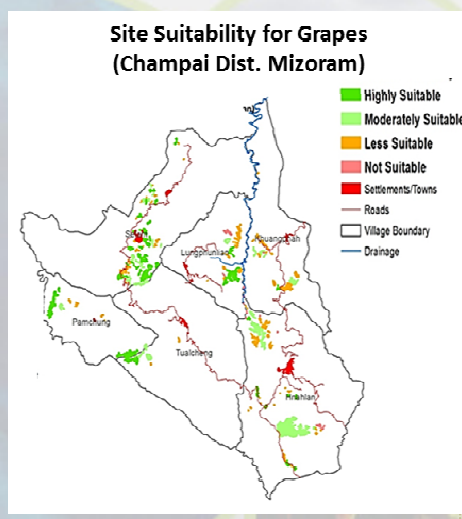 Site Suitability for Grapes
(Champai Dist. Mizoram)
Highly Suitable
Moderately Suitable
Less Suitable
Not Suitable
Settlements/Towns
Roads
Village Boundary
Drainage
Lungphunlian
Pamchung
Tualcheng
Hnahlan